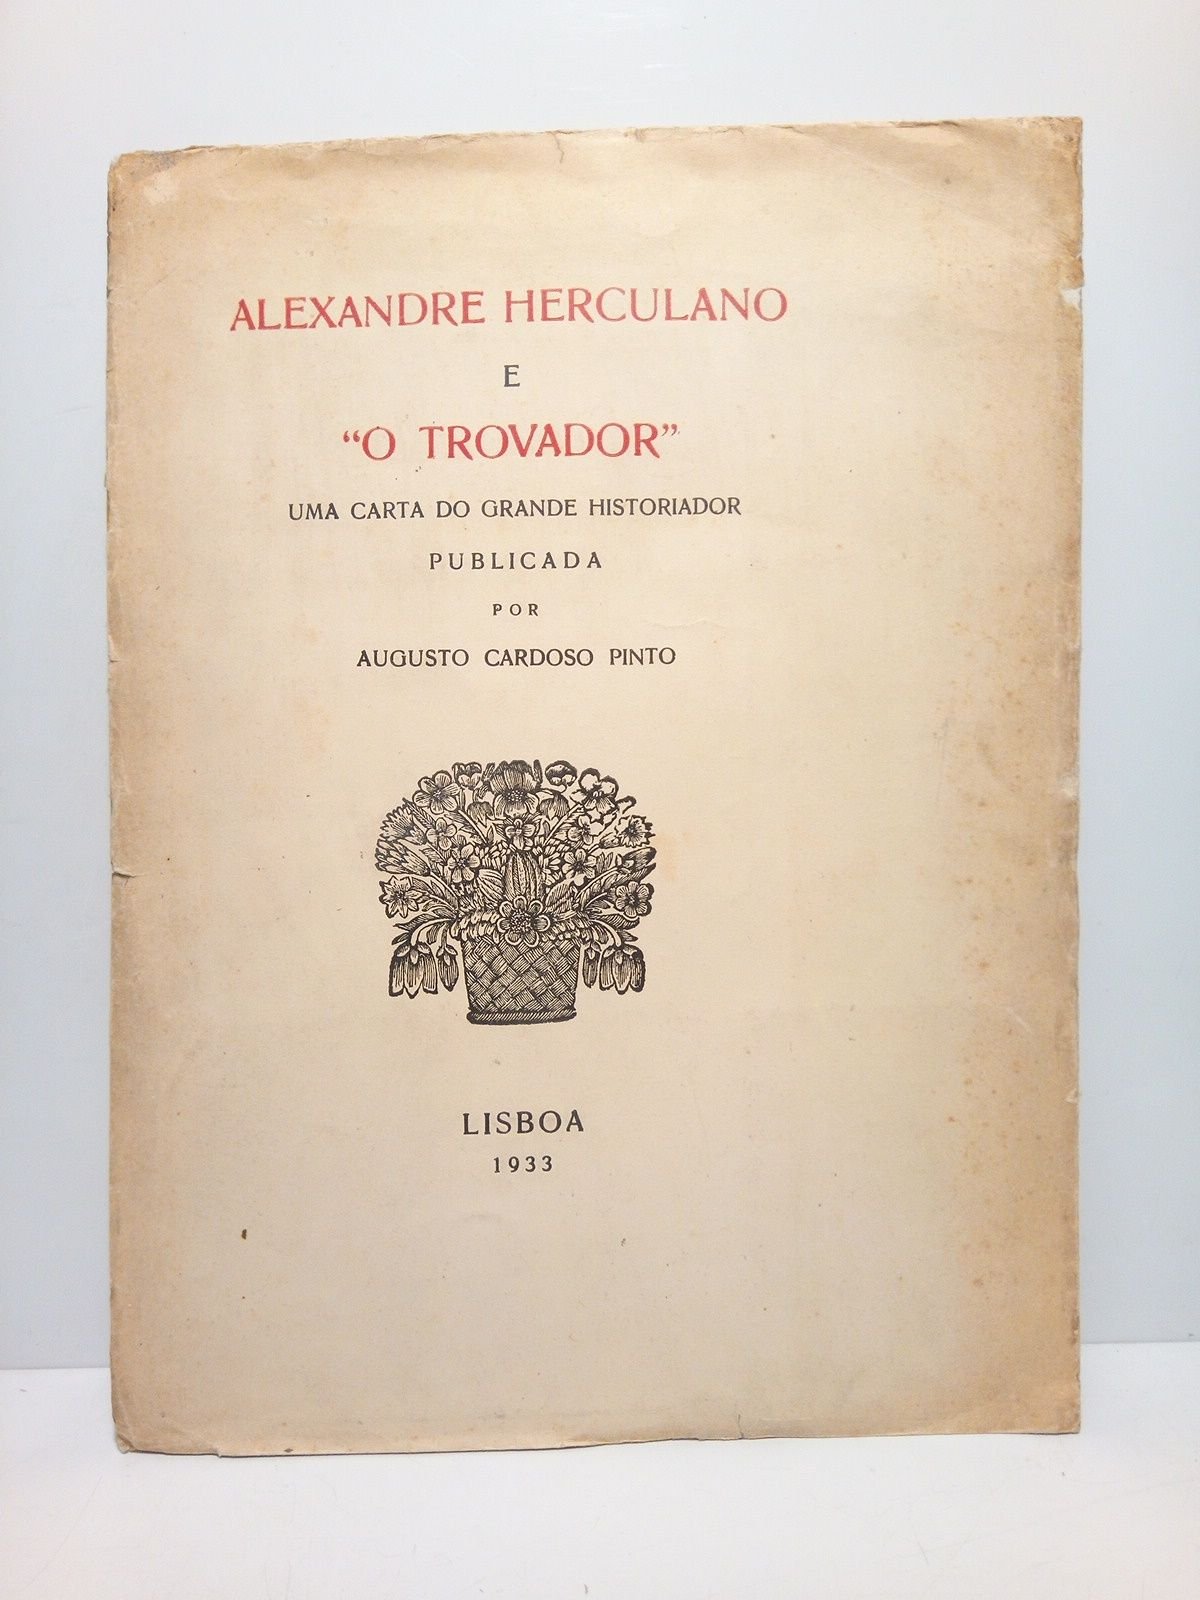 ALEXANDRE HERCULANO
E
“O TROVADOR”
UMA CARTA DO GRANDE HISTORIADOR
PUBLICADA
POR
AUGUSTO CARDOSO PINTO
LISBOA
1933